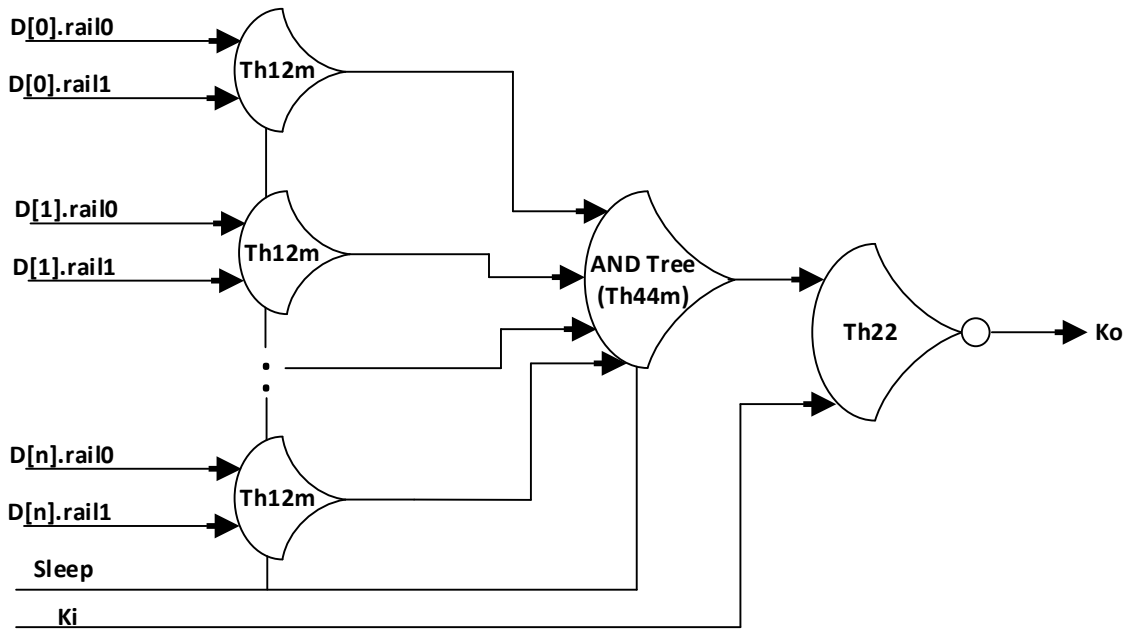 D[0].rail0
Th12m
D[0].rail1
D[1].rail0
Th12m
D[1].rail1
AND Tree
(Th44m)
Th22
Ko
D[n].rail0
Th12m
D[n].rail1
Sleep
Ki